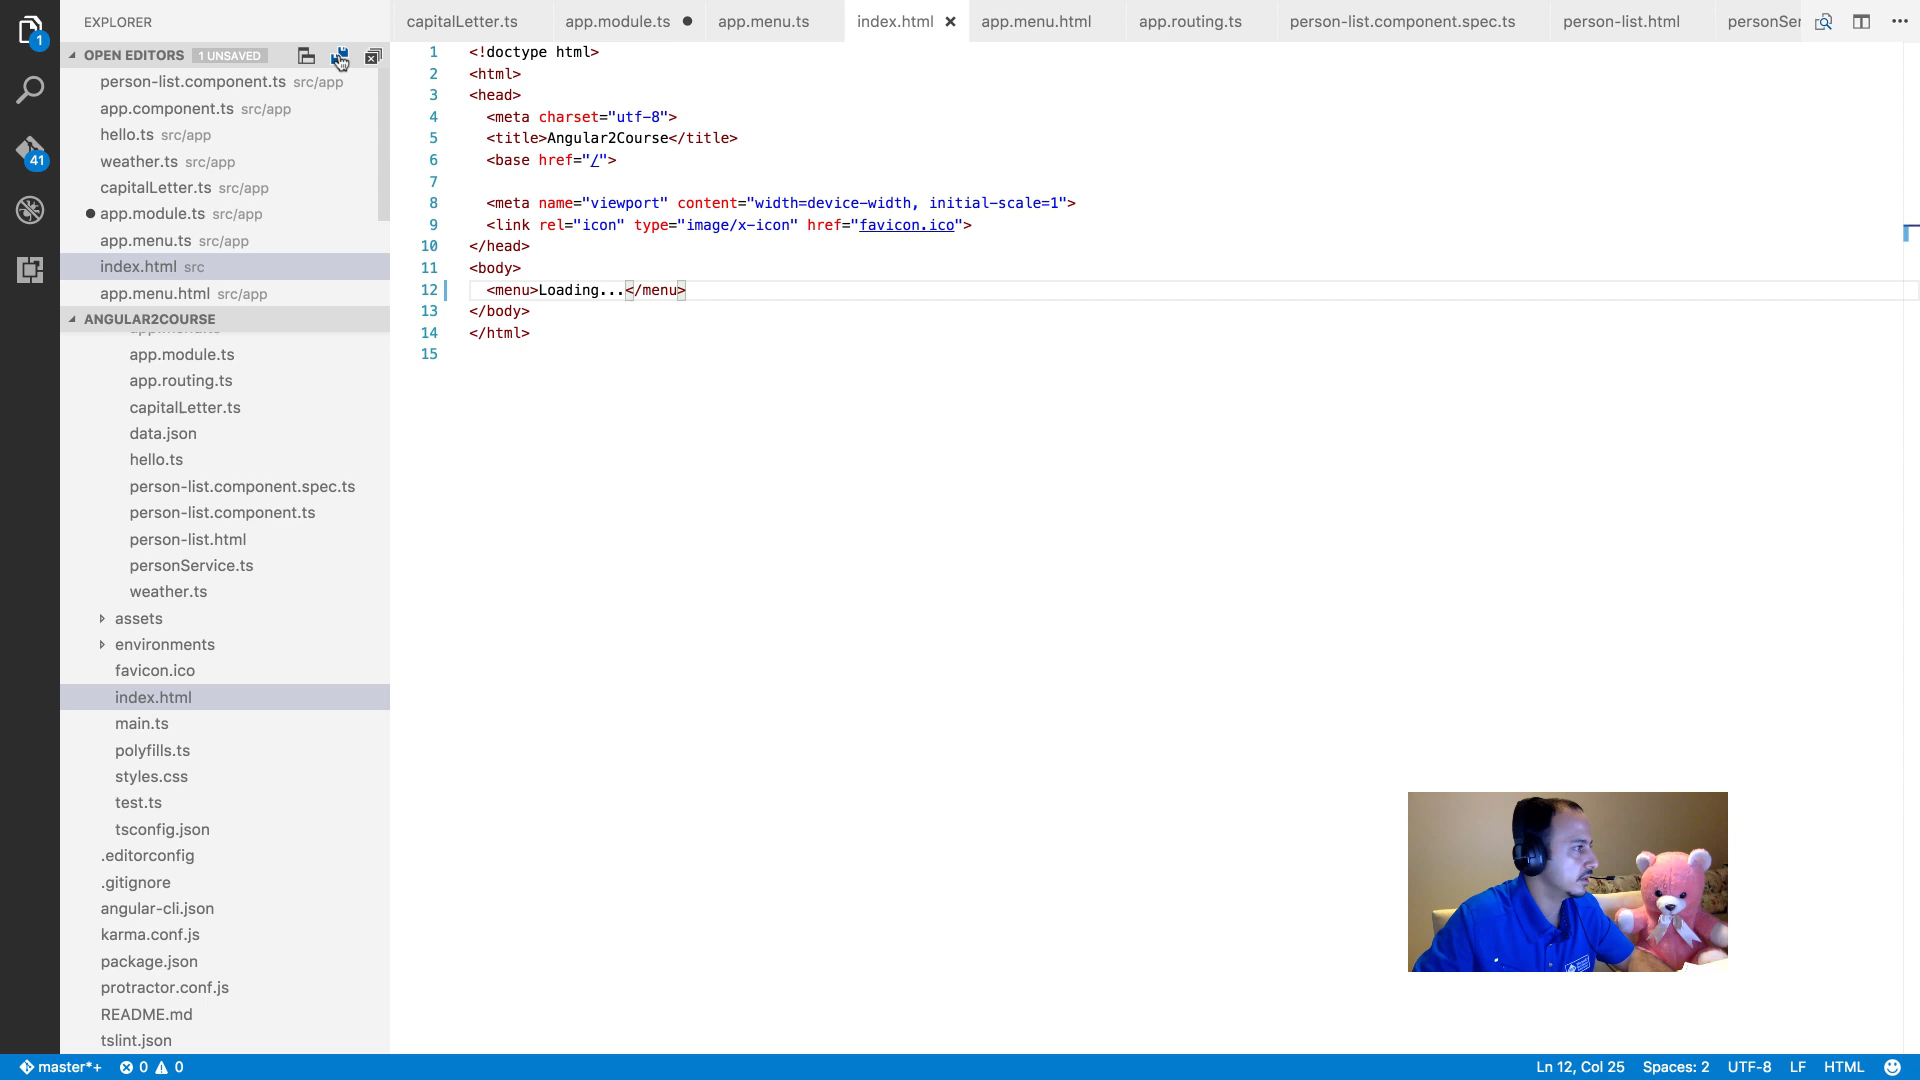 EXPLORER
OPEN EDITORS 1 UNSAVED
person-list.component.ts src/app
app.component.ts src/app
hello.ts src/app
weather.ts src/app
capitalLetter.ts src/app
app.module.ts src/app
app.menu.ts src/app
index.html src
app.menu.html src/app
ANGULAR2COURSE
app.module.ts
app.routing.ts
capitalLetter.ts
data.json
hello.ts
person-list.component.spec.ts
person-list.component.ts
person-list.html
personService.ts
weather.ts
assets
environments
favicon.ico
index.html
main.ts
polyfills.ts
styles.css
test.ts
tsconfig.json
.editorconfig
.gitignore
angular-cli.json
karma.conf.js
package.json
protractor.conf.js
README.md
tslint.json
1
41
capitalLetter.ts app.module.ts app.menu.ts index.html app.menu.html app.routing.ts person-list.component.spec.ts person-list.html personSer
1 <!doctype html>
2 <html>
3 <head>
4 <meta charset="utf-8">
5 <title>Angular2Course</title>
6 <base href="/">
7
8 <meta name="viewport" content="width=device-width, initial-scale=1">
9 <link rel="icon" type="image/x-icon" href="favicon.ico">
10 </head>
11 <body>
12 <menu>Loading...</menu>
13 </body>
14 </html>
15
master*+ 0 0 Ln 12, Col 25 Spaces: 2 UTF-8 LF HTML